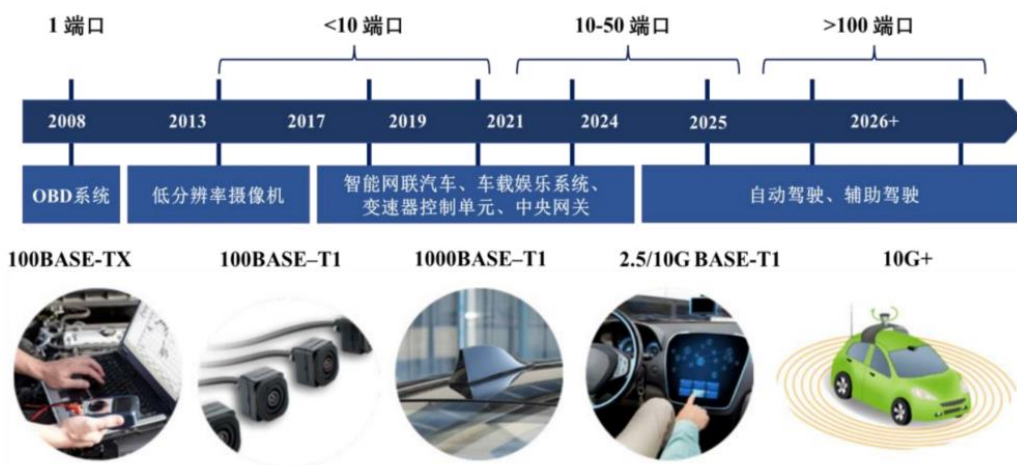 1 端口
<10 端口
10-50 端口
>100 端口
2008
2013
2017
2019
2021
2024
2025
2026+
OBD系统
低分辨率摄像机
智能网联汽车、车载娱乐系统、
变速器控制单元、中央网关
自动驾驶、辅助驾驶
100BASE-TX
100BASE–T1
1000BASE–T1
2.5/10G BASE-T1
10G+